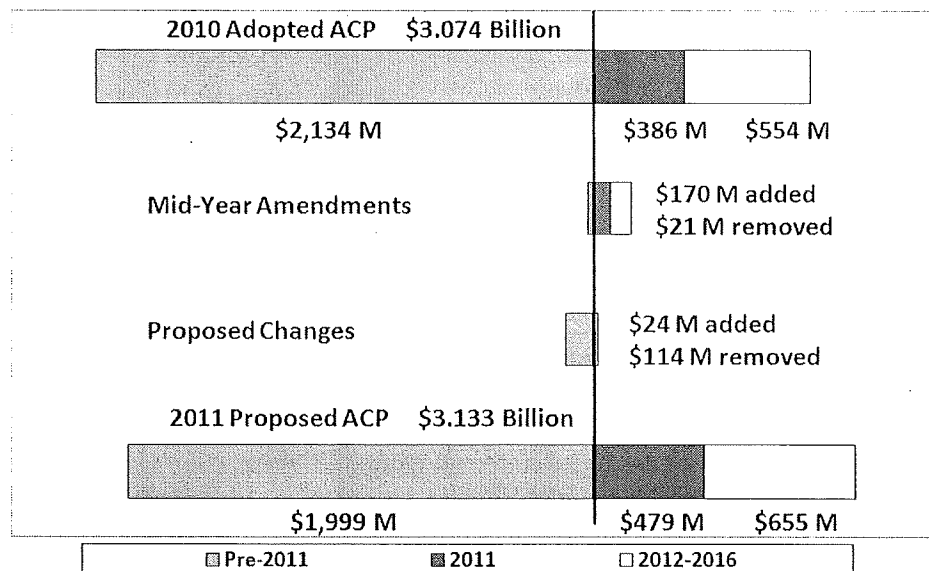 2010 Adopted ACP $3.074 Billion
$2,134 M $386 M $554 M
Mid-Year Amendments
$170 M added
$21 M removed
Proposed Changes
$24 M added
$114 M removed
2011 Proposed ACP $3.133 Billion
$1,999 M $479 M $655 M
Pre-2011 2011 2012-2016